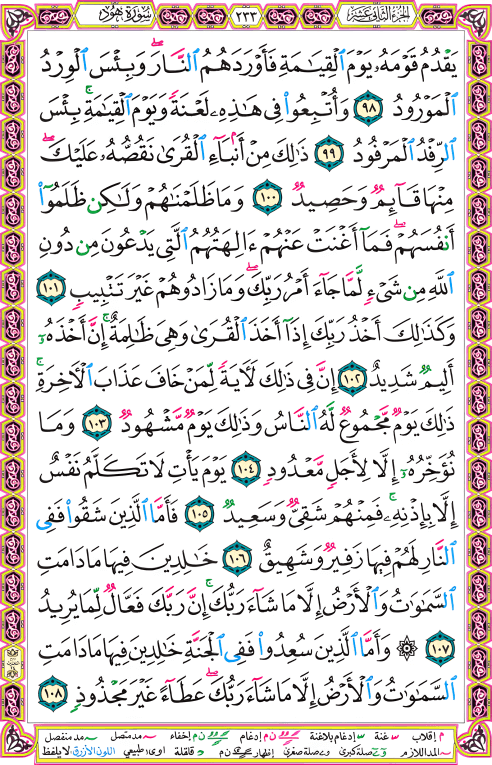 الجزء الثاني عشر ٢٣٣ سورة هود
يَقْدُمُ قَوْمَهُۥ يَوْمَ ٱلْقِيَـٰمَةِ فَأَوْرَدَهُمُ ٱلنَّارَ ۖ وَبِئْسَ ٱلْوِرْدُ
ٱلْمَوْرُودُ ٩٨ وَأُتْبِعُوا۟ فِى هَـٰذِهِۦ لَعْنَةً وَيَوْمَ ٱلْقِيَـٰمَةِ ۚ بِئْسَ
ٱلرِّفْدُ ٱلْمَرْفُودُ ٩٩ ذَٰلِكَ مِنْ أَنۢبَآءِ ٱلْقُرَىٰ نَقُصُّهُۥ عَلَيْكَ ۖ
مِنْهَا قَآئِمٌ وَحَصِيدٌ ١٠٠ وَمَا ظَلَمْنَـٰهُمْ وَلَـٰكِن ظَلَمُوٓا۟
أَنفُسَهُمْ ۖ فَمَآ أَغْنَتْ عَنْهُمْ ءَالِهَتُهُمُ ٱلَّتِى يَدْعُونَ مِن دُونِ
ٱللَّهِ مِن شَىْءٍ لَّمَّا جَآءَ أَمْرُ رَبِّكَ ۖ وَمَا زَادُوهُمْ غَيْرَ تَتْبِيبٍ ١٠١
وَكَذَٰلِكَ أَخْذُ رَبِّكَ إِذَآ أَخَذَ ٱلْقُرَىٰ وَهِىَ ظَـٰلِمَةٌ ۚ إِنَّ أَخْذَهُۥٓ
أَلِيمٌ شَدِيدٌ ١٠٢ إِنَّ فِى ذَٰلِكَ لَـَٔايَةً لِّمَنْ خَافَ عَذَابَ ٱلْـَٔاخِرَةِ ۚ
ذَٰلِكَ يَوْمٌ مَّجْمُوعٌ لَّهُ ٱلنَّاسُ وَذَٰلِكَ يَوْمٌ مَّشْهُودٌ ١٠٣ وَمَا
نُؤَخِّرُهُۥٓ إِلَّا لِأَجَلٍ مَّعْدُودٍ ١٠٤ يَوْمَ يَأْتِ لَا تَكَلَّمُ نَفْسٌ
إِلَّا بِإِذْنِهِۦ ۚ فَمِنْهُمْ شَقِىٌّ وَسَعِيدٌ ١٠٥ فَأَمَّا ٱلَّذِينَ شَقُوا۟ فَفِى
ٱلنَّارِ لَهُمْ فِيهَا زَفِيرٌ وَشَهِيقٌ ١٠٦ خَـٰلِدِينَ فِيهَا مَا دَامَتِ
ٱلسَّمَـٰوَٰتُ وَٱلْأَرْضُ إِلَّا مَا شَآءَ رَبُّكَ ۚ إِنَّ رَبَّكَ فَعَّالٌ لِّمَا يُرِيدُ
١٠٧ ۞ وَأَمَّا ٱلَّذِينَ سُعِدُوا۟ فَفِى ٱلْجَنَّةِ خَـٰلِدِينَ فِيهَا مَا دَامَتِ
ٱلسَّمَـٰوَٰتُ وَٱلْأَرْضُ إِلَّا مَا شَآءَ رَبُّكَ ۖ عَطَآءً غَيْرَ مَجْذُوذٍ ١٠٨
م إقلاب س غنة إدغام بلاغنة ن م إدغام ن م إخفاء مد متصل مد منفصل
المد اللازم صلة كبرى وے صلة صغرى إظهار ن م د قلقلة اوى طبيعي اللون الأزرق لا يلفظ